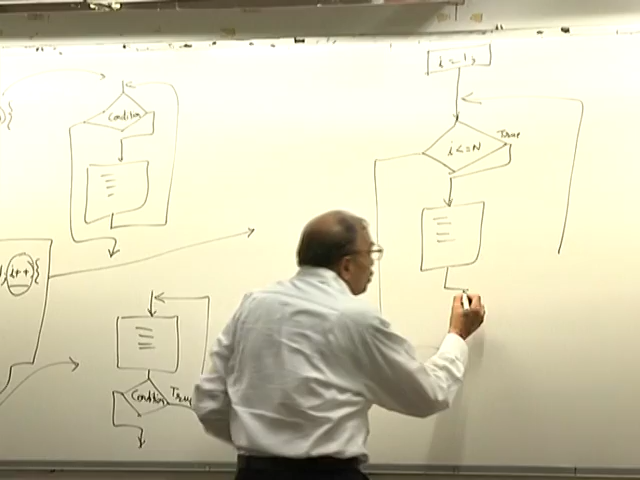 ){
Condition
; i++ {
Condition
True
i = 1;
i <= N
True